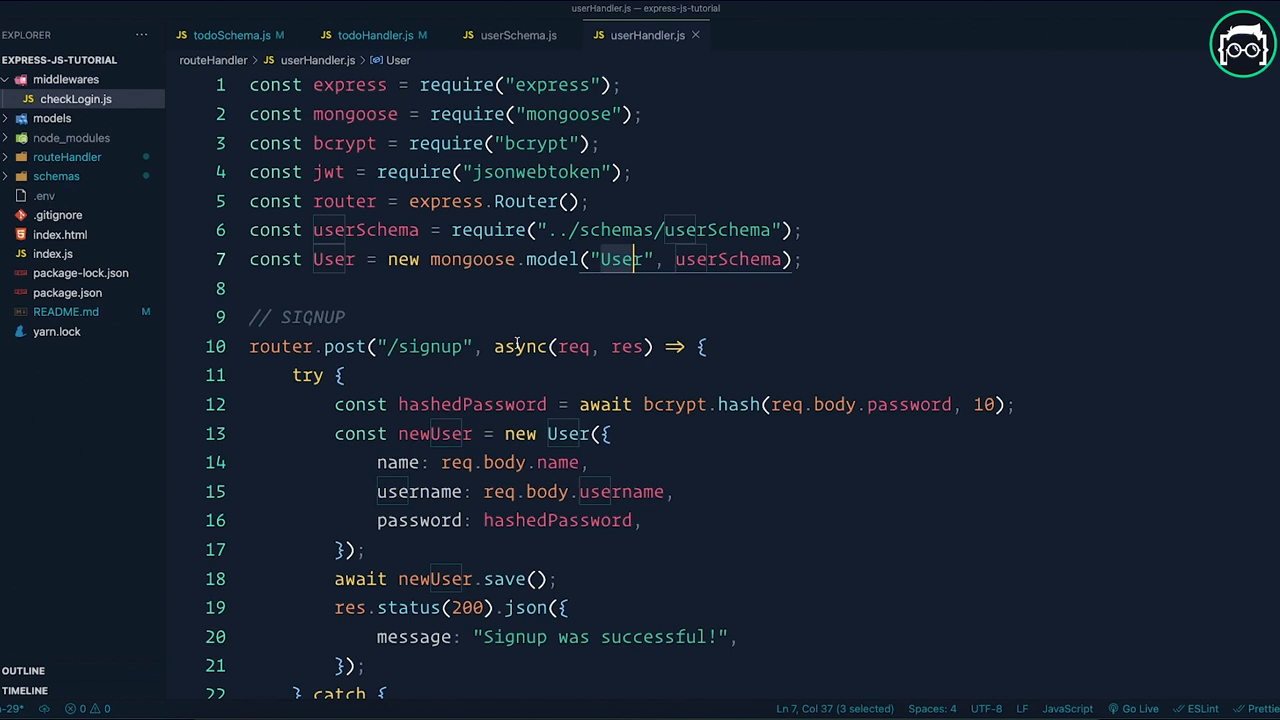 userHandler.js — express-js-tutorial
EXPLORER
EXPRESS-JS-TUTORIAL
middlewares
checkLogin.js
models
node_modules
routeHandler
schemas
.env
.gitignore
index.html
index.js
package-lock.json
package.json
README.md M
yarn.lock
OUTLINE
TIMELINE
todoSchema.js M todoHandler.js M userSchema.js userHandler.js
routeHandler > userHandler.js > User
1 const express = require("express");
2 const mongoose = require("mongoose");
3 const bcrypt = require("bcrypt");
4 const jwt = require("jsonwebtoken");
5 const router = express.Router();
6 const userSchema = require("../schemas/userSchema");
7 const User = new mongoose.model("User", userSchema);
8
9 // SIGNUP
10 router.post("/signup", async(req, res) => {
11 try {
12 const hashedPassword = await bcrypt.hash(req.body.password, 10);
13 const newUser = new User({
14 name: req.body.name,
15 username: req.body.username,
16 password: hashedPassword,
17 });
18 await newUser.save();
19 res.status(200).json({
20 message: "Signup was successful!",
21 });
22 } catch {
-29* 0 0 Ln 7, Col 37 (3 selected) Spaces: 4 UTF-8 LF JavaScript Go Live ESLint Prettie